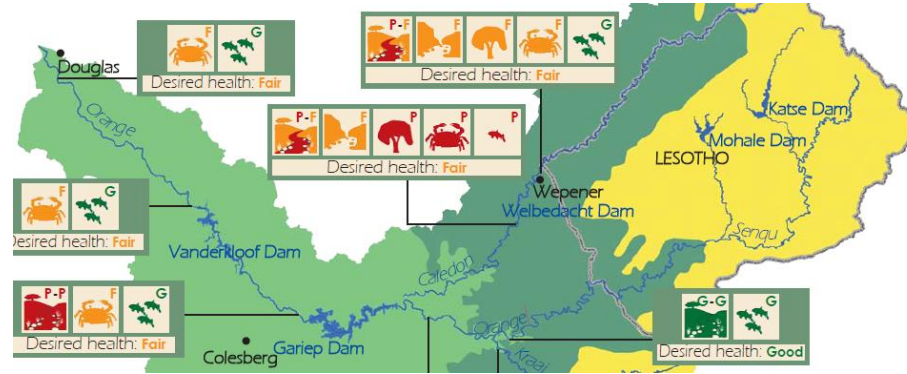 P-F F F F G
Desired health: Fair
F G
Desired health: Fair
Douglas
Orange
P-F F P P P
Desired health: Fair
Katse Dam
Mohale Dam
LESOTHO
Wepener
Welbedacht Dam
F G
Desired health: Fair
Vanderkloof Dam
Caledon
Senqu
P-P F G
Desired health: Fair
Gariep Dam
Colesberg
Orange
Kraai
G-G G
Desired health: Good